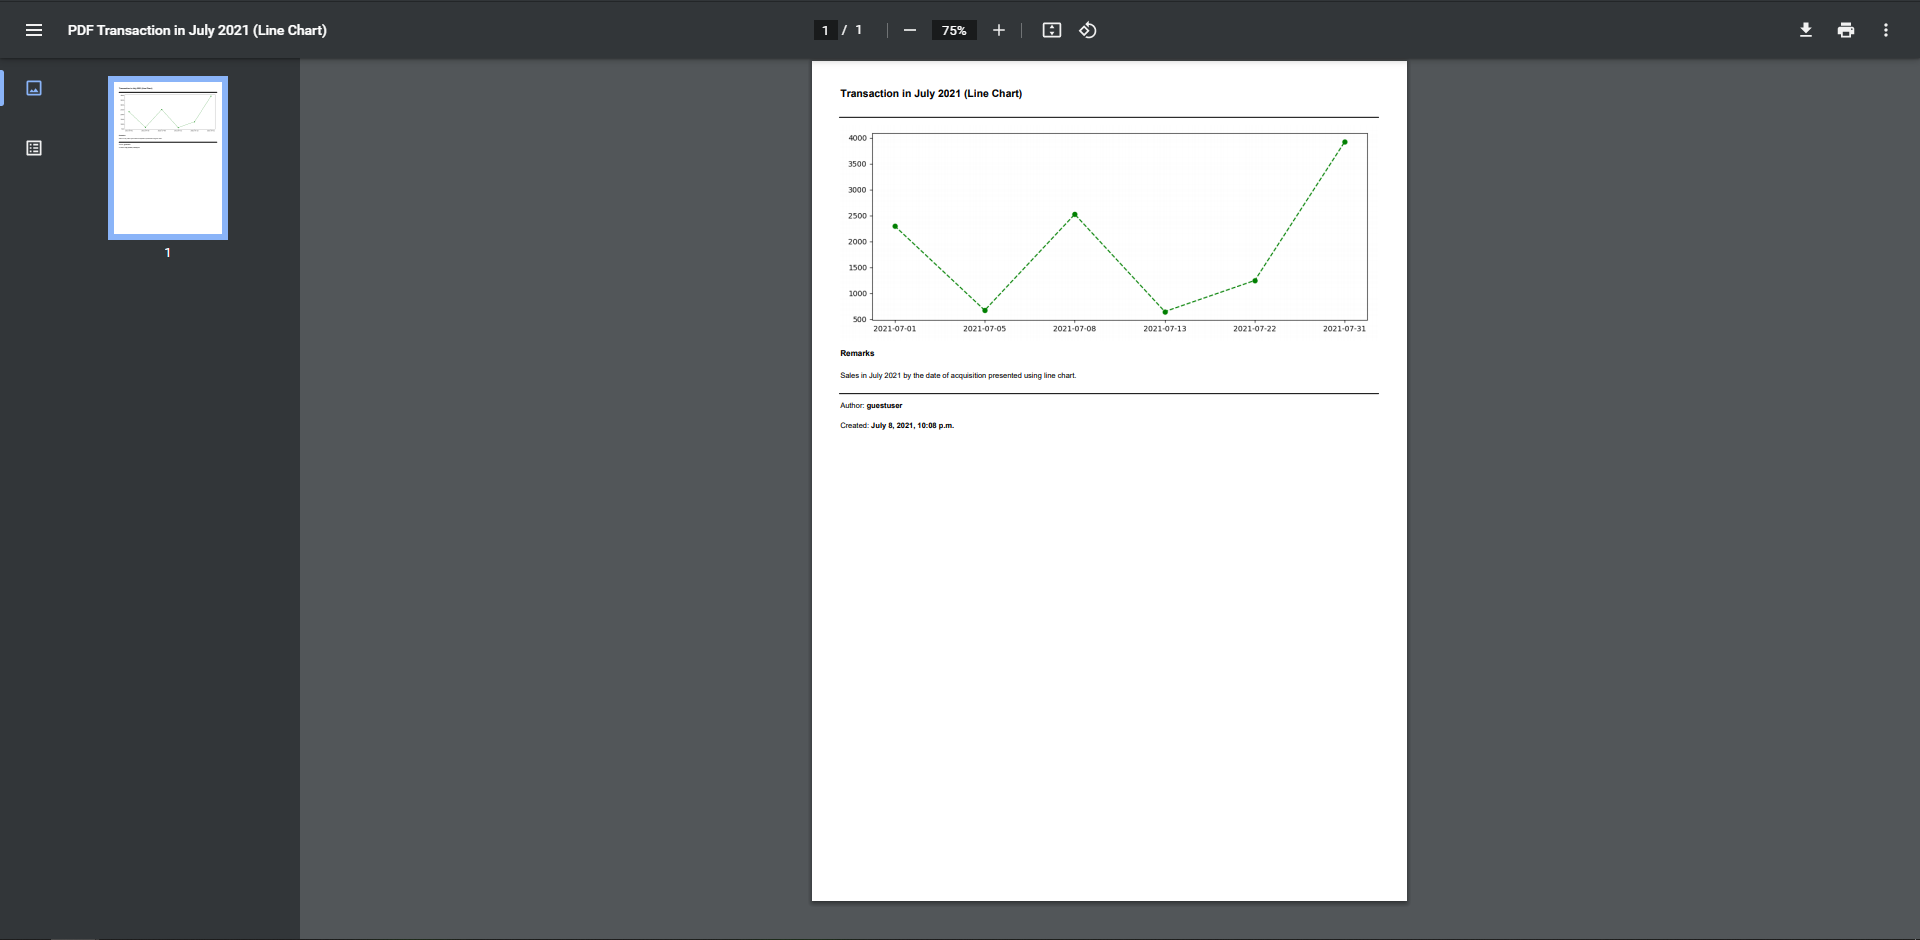 PDF Transaction in July 2021 (Line Chart)
1 / 1
75%
1
Transaction in July 2021 (Line Chart)
4000
3500
3000
2500
2000
1500
1000
500
2021-07-01 2021-07-05 2021-07-08 2021-07-13 2021-07-22 2021-07-31
Remarks
Sales in July 2021 by the date of acquisition presented using line chart.
Author: guestuser
Created: July 8, 2021, 10:08 p.m.